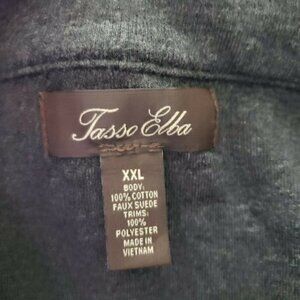 Tasso Elba
XXL
BODY:
100% COTTON
FAUX SUEDE
TRIMS:
100%
POLYESTER
MADE IN
VIETNAM